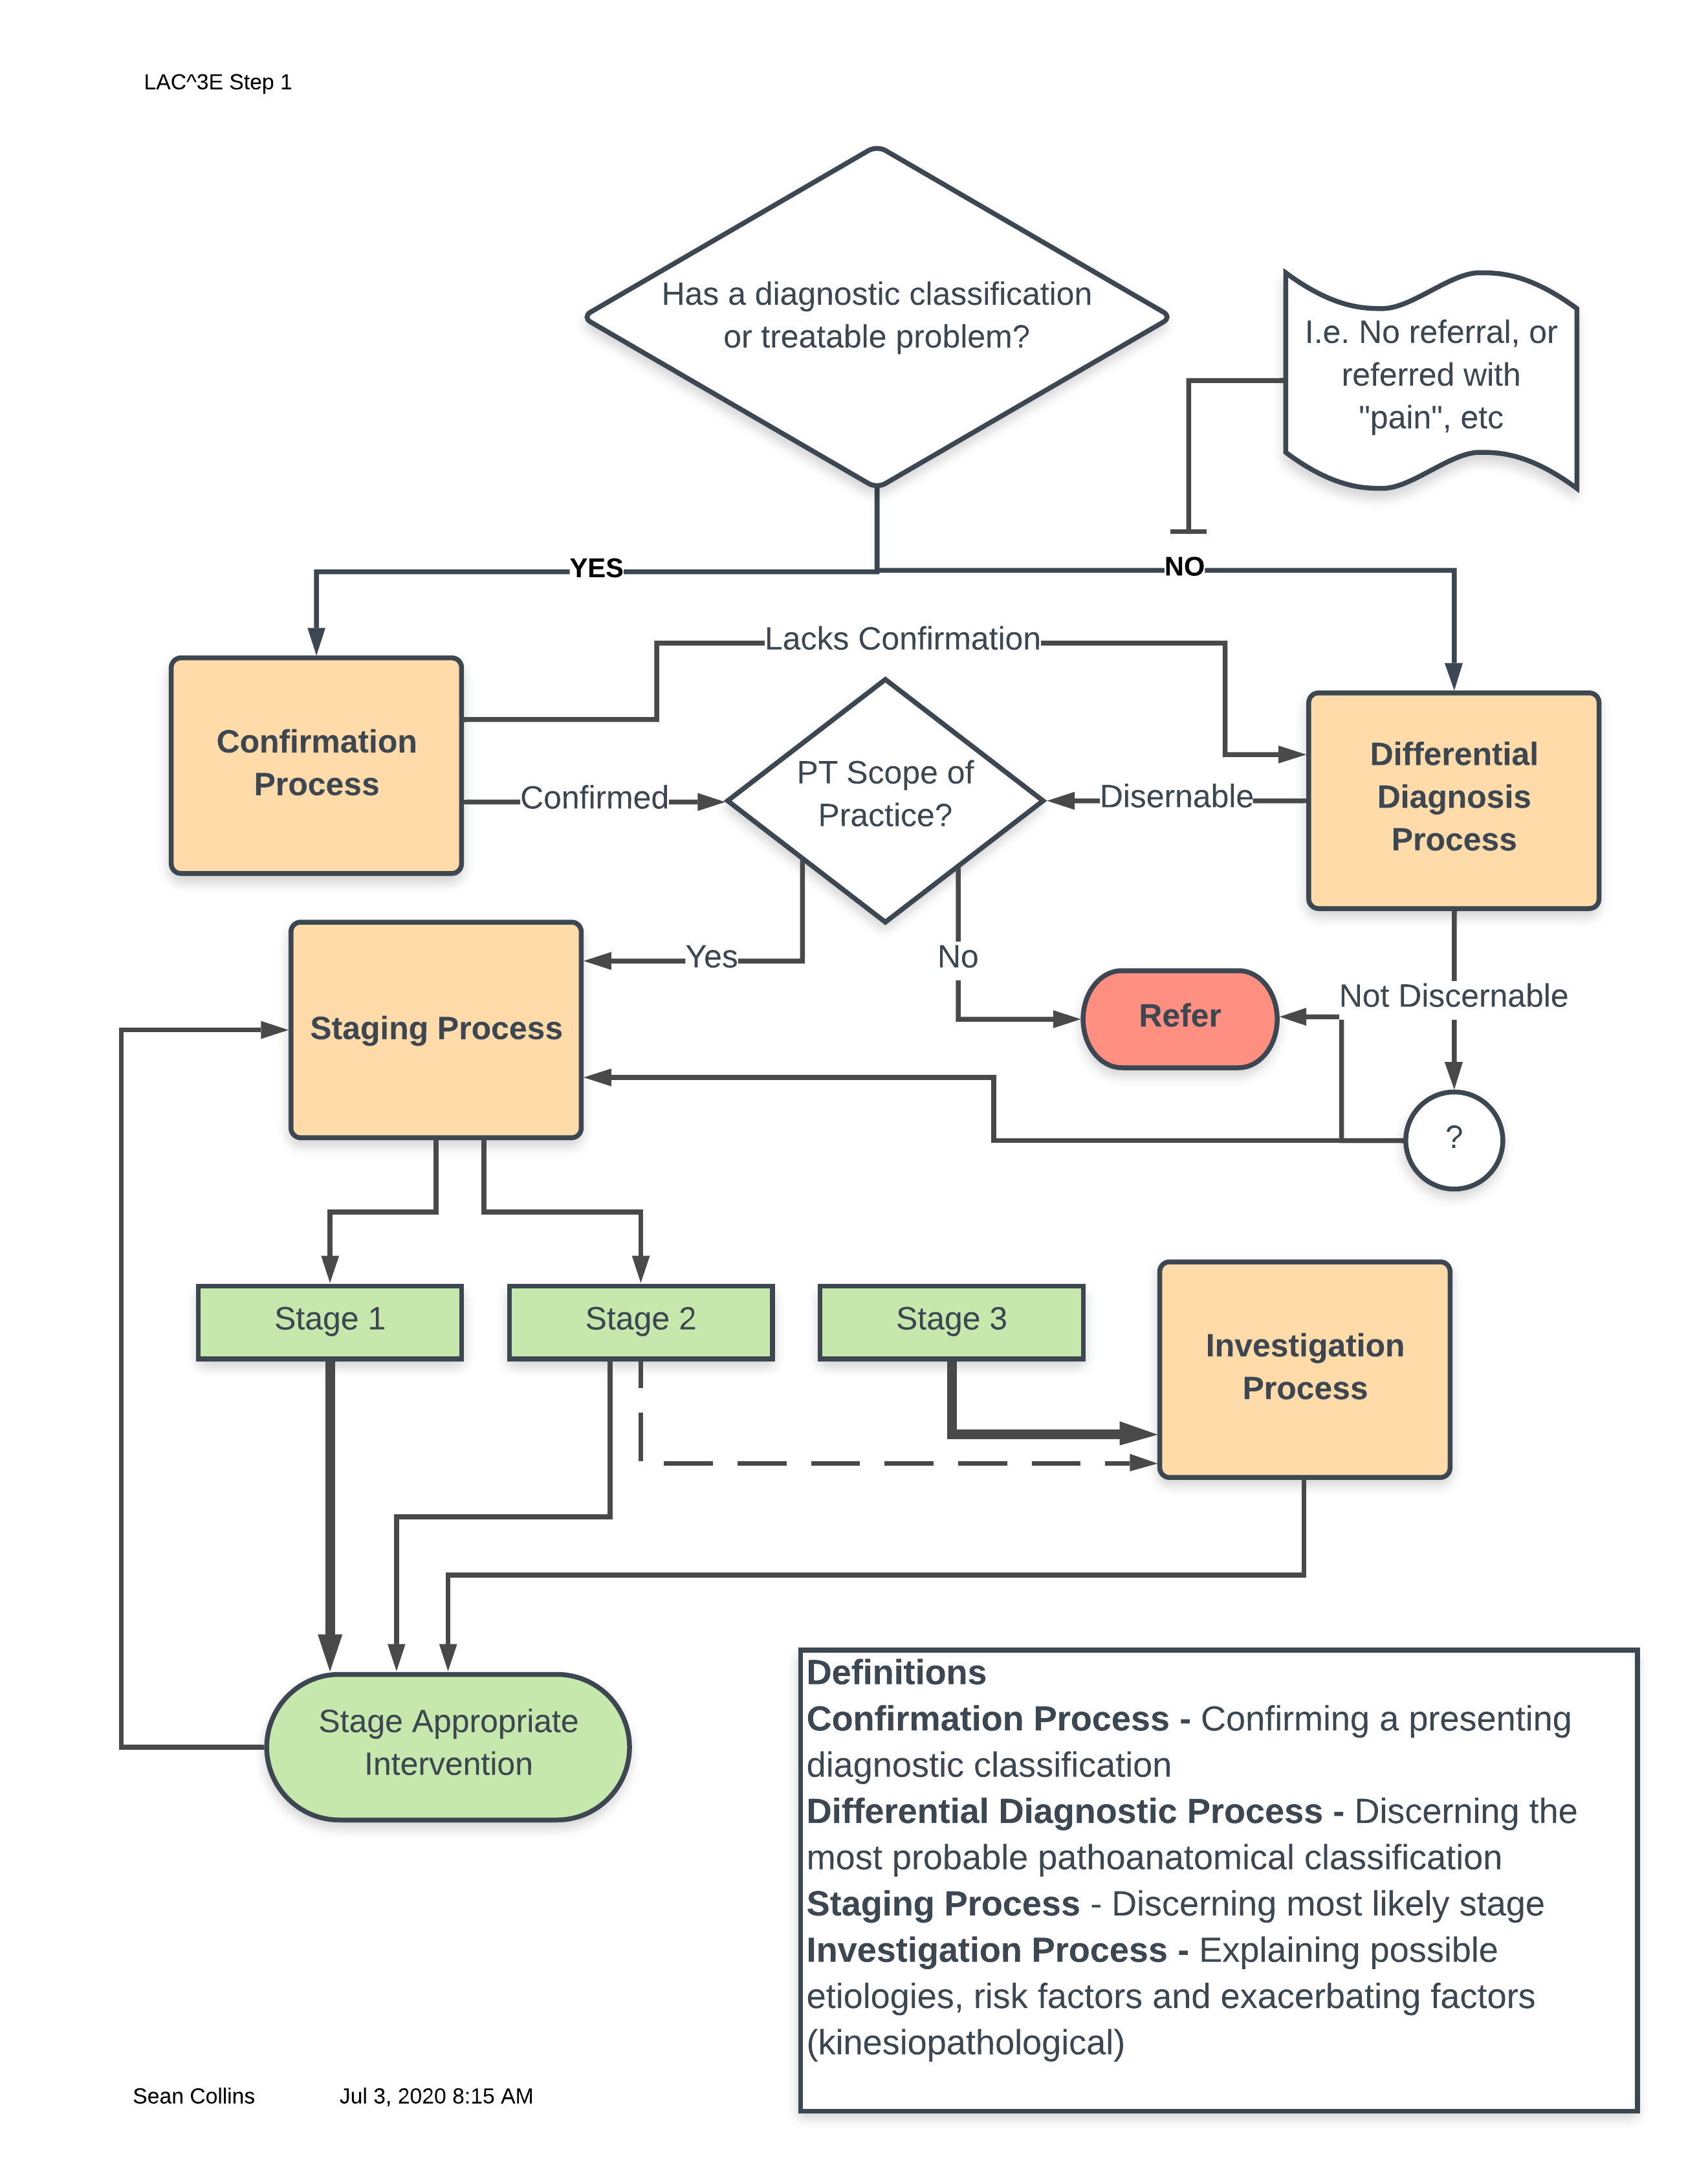 LAC^3E Step 1
Has a diagnostic classification
or treatable problem?
I.e. No referral, or
referred with
"pain", etc
YES
NO
Lacks Confirmation
Confirmation
Process
PT Scope of
Practice?
Differential
Diagnosis
Process
Confirmed
Disernable
Yes
No
Not Discernable
Staging Process
Refer
?
Stage 1
Stage 2
Stage 3
Investigation
Process
Stage Appropriate
Intervention
Definitions
Confirmation Process - Confirming a presenting
diagnostic classification
Differential Diagnostic Process - Discerning the
most probable pathoanatomical classification
Staging Process - Discerning most likely stage
Investigation Process - Explaining possible
etiologies, risk factors and exacerbating factors
(kinesiopathological)
Sean Collins
Jul 3, 2020 8:15 AM